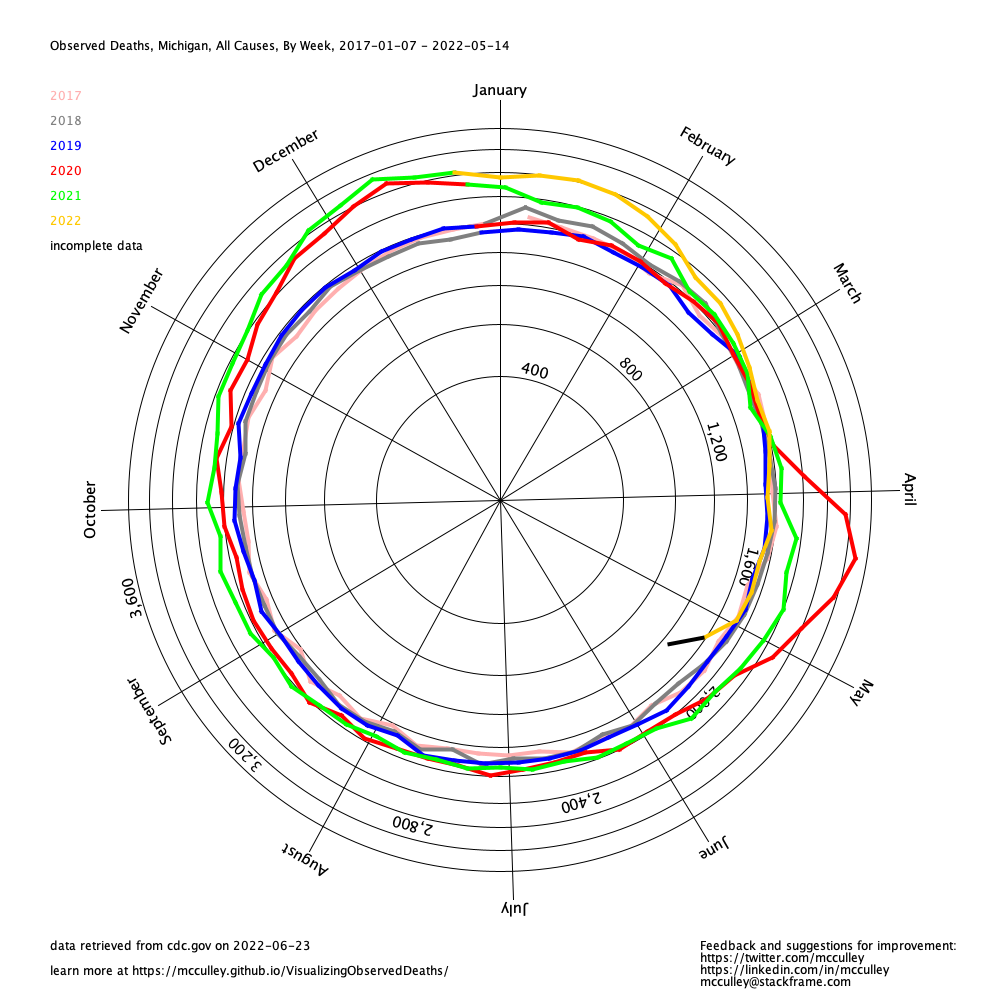 Observed Deaths, Michigan, All Causes, By Week, 2017-01-07 - 2022-05-14
2017
2018
2019
2020
2021
2022
incomplete data
January
February
March
April
May
June
July
August
September
October
November
December
400
800
1,200
1,600
2,000
2,400
2,800
3,200
3,600
data retrieved from cdc.gov on 2022-06-23
learn more at https://mcculley.github.io/VisualizingObservedDeaths/
Feedback and suggestions for improvement:
https://twitter.com/mcculley
https://linkedin.com/in/mcculley
mcculley@stackframe.com